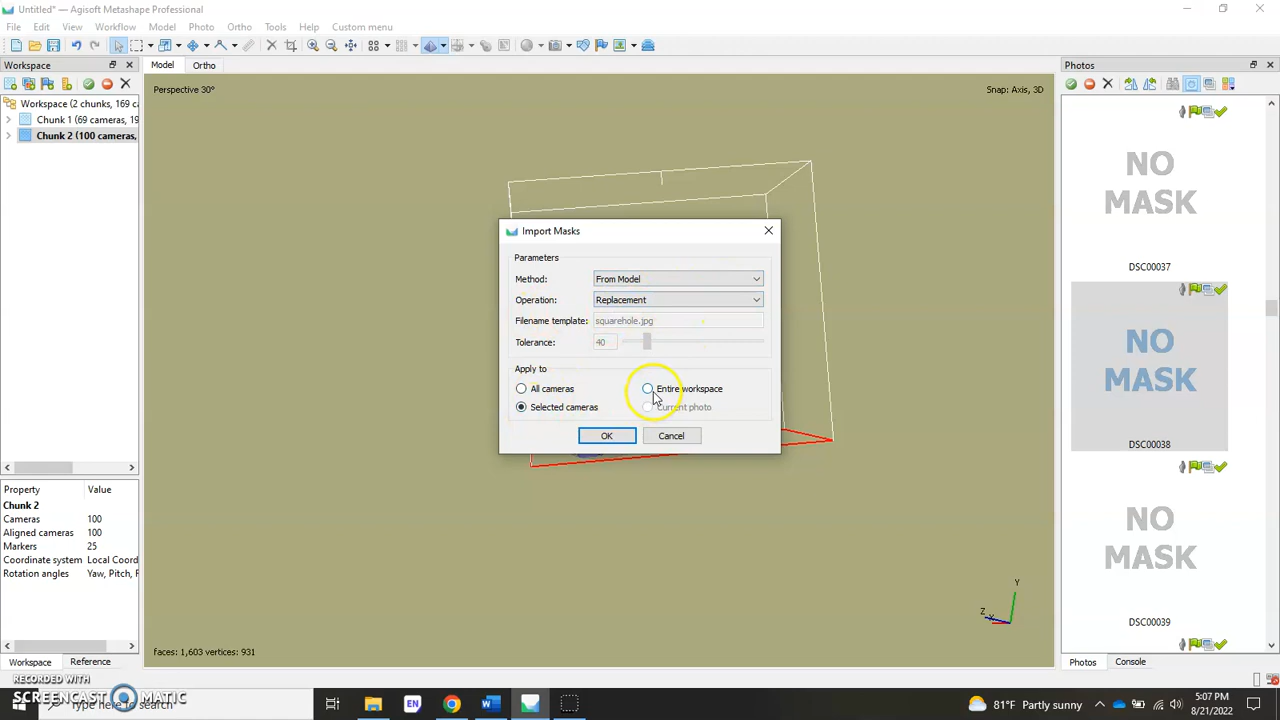 Untitled* — Agisoft Metashape Professional
File Edit View Workflow Model Photo Ortho Tools Help Custom menu
Workspace
Workspace (2 chunks, 169 c
Chunk 1 (69 cameras, 19
Chunk 2 (100 cameras,
Property Value
Chunk 2
Cameras 100
Aligned cameras 100
Markers 25
Coordinate system Local Coord
Rotation angles Yaw, Pitch, F
Workspace Reference
Model Ortho
Perspective 30°
Snap: Axis, 3D
Import Masks
Parameters
Method: From Model
Operation: Replacement
Filename template: squarehole.jpg
Tolerance: 40
Apply to
All cameras
Entire workspace
Selected cameras
Current photo
OK Cancel
Z X Y
faces: 1,603 vertices: 931
Photos
NO
MASK
DSC00037
NO
MASK
DSC00038
NO
MASK
DSC00039
Photos Console
RECORDED WITH
SCREENCAST MATIC
Type here to search
EN
81°F Partly sunny
5:07 PM
8/21/2022